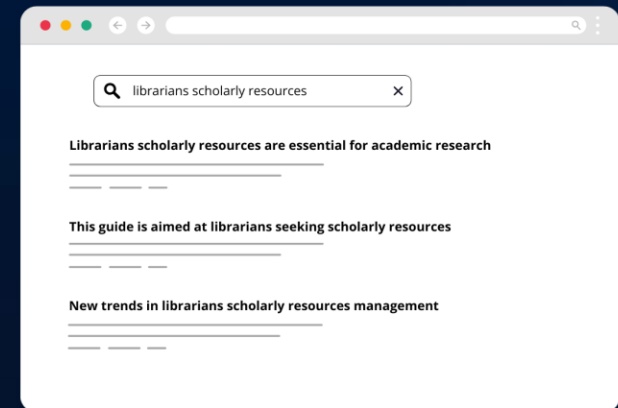 librarians scholarly resources
Librarians scholarly resources are essential for academic research
This guide is aimed at librarians seeking scholarly resources
New trends in librarians scholarly resources management